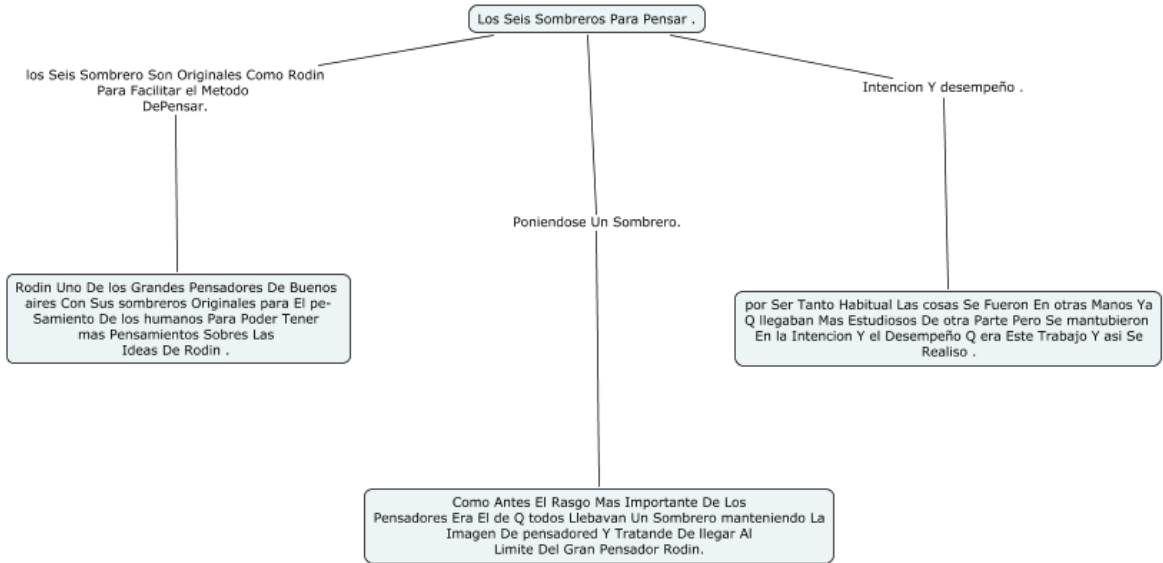 Los Seis Sombreros Para Pensar .
los Seis Sombrero Son Originales Como Rodin
Para Facilitar el Metodo
DePensar.
Intencion Y desempeño .
Poniendose Un Sombrero.
Rodin Uno De los Grandes Pensadores De Buenos
aires Con Sus sombreros Originales para El pe-
Samiento De los humanos Para Poder Tener
mas Pensamientos Sobres Las
Ideas De Rodin .
por Ser Tanto Habitual Las cosas Se Fueron En otras Manos Ya
Q llegaban Mas Estudiosos De otra Parte Pero Se mantubieron
En la Intencion Y el Desempeño Q era Este Trabajo Y asi Se
Realiso .
Como Antes El Rasgo Mas Importante De Los
Pensadores Era El de Q todos Llebavan Un Sombrero manteniendo La
Imagen De pensadored Y Tratande De llegar Al
Limite Del Gran Pensador Rodin.